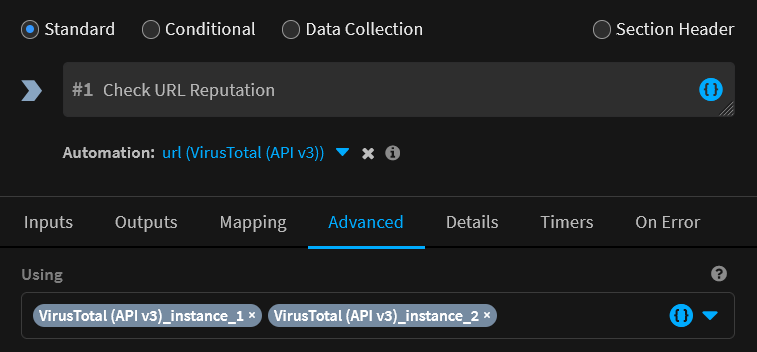 Standard Conditional Data Collection Section Header
#1 Check URL Reputation {}
Automation: url (VirusTotal (API v3)) ✖ i
Inputs Outputs Mapping Advanced Details Timers On Error
Using ?
VirusTotal (API v3)_instance_1 × VirusTotal (API v3)_instance_2 × {}